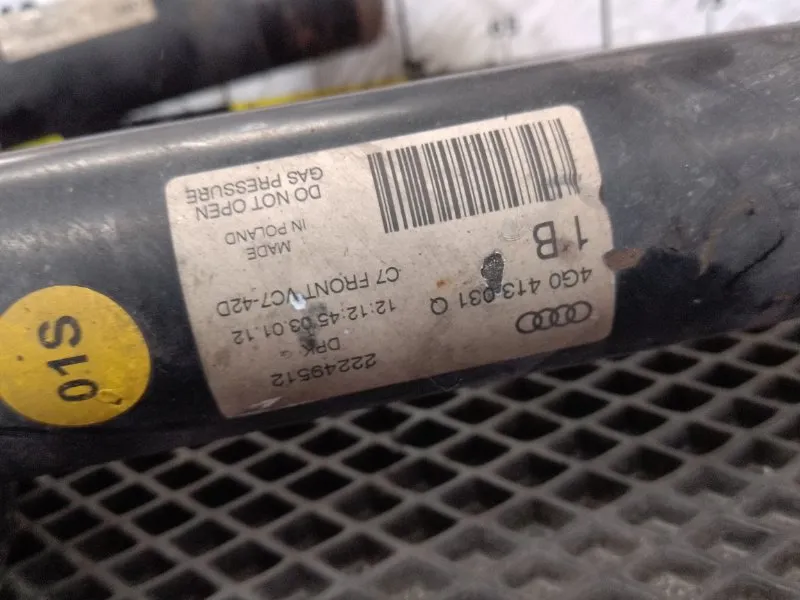 4G0 413 031 Q
1 B
C7 FRONT VC7-42D
12:12:45 03.01.12
DPK G
22249512
MADE
IN POLAND
DO NOT OPEN
GAS PRESSURE
01S